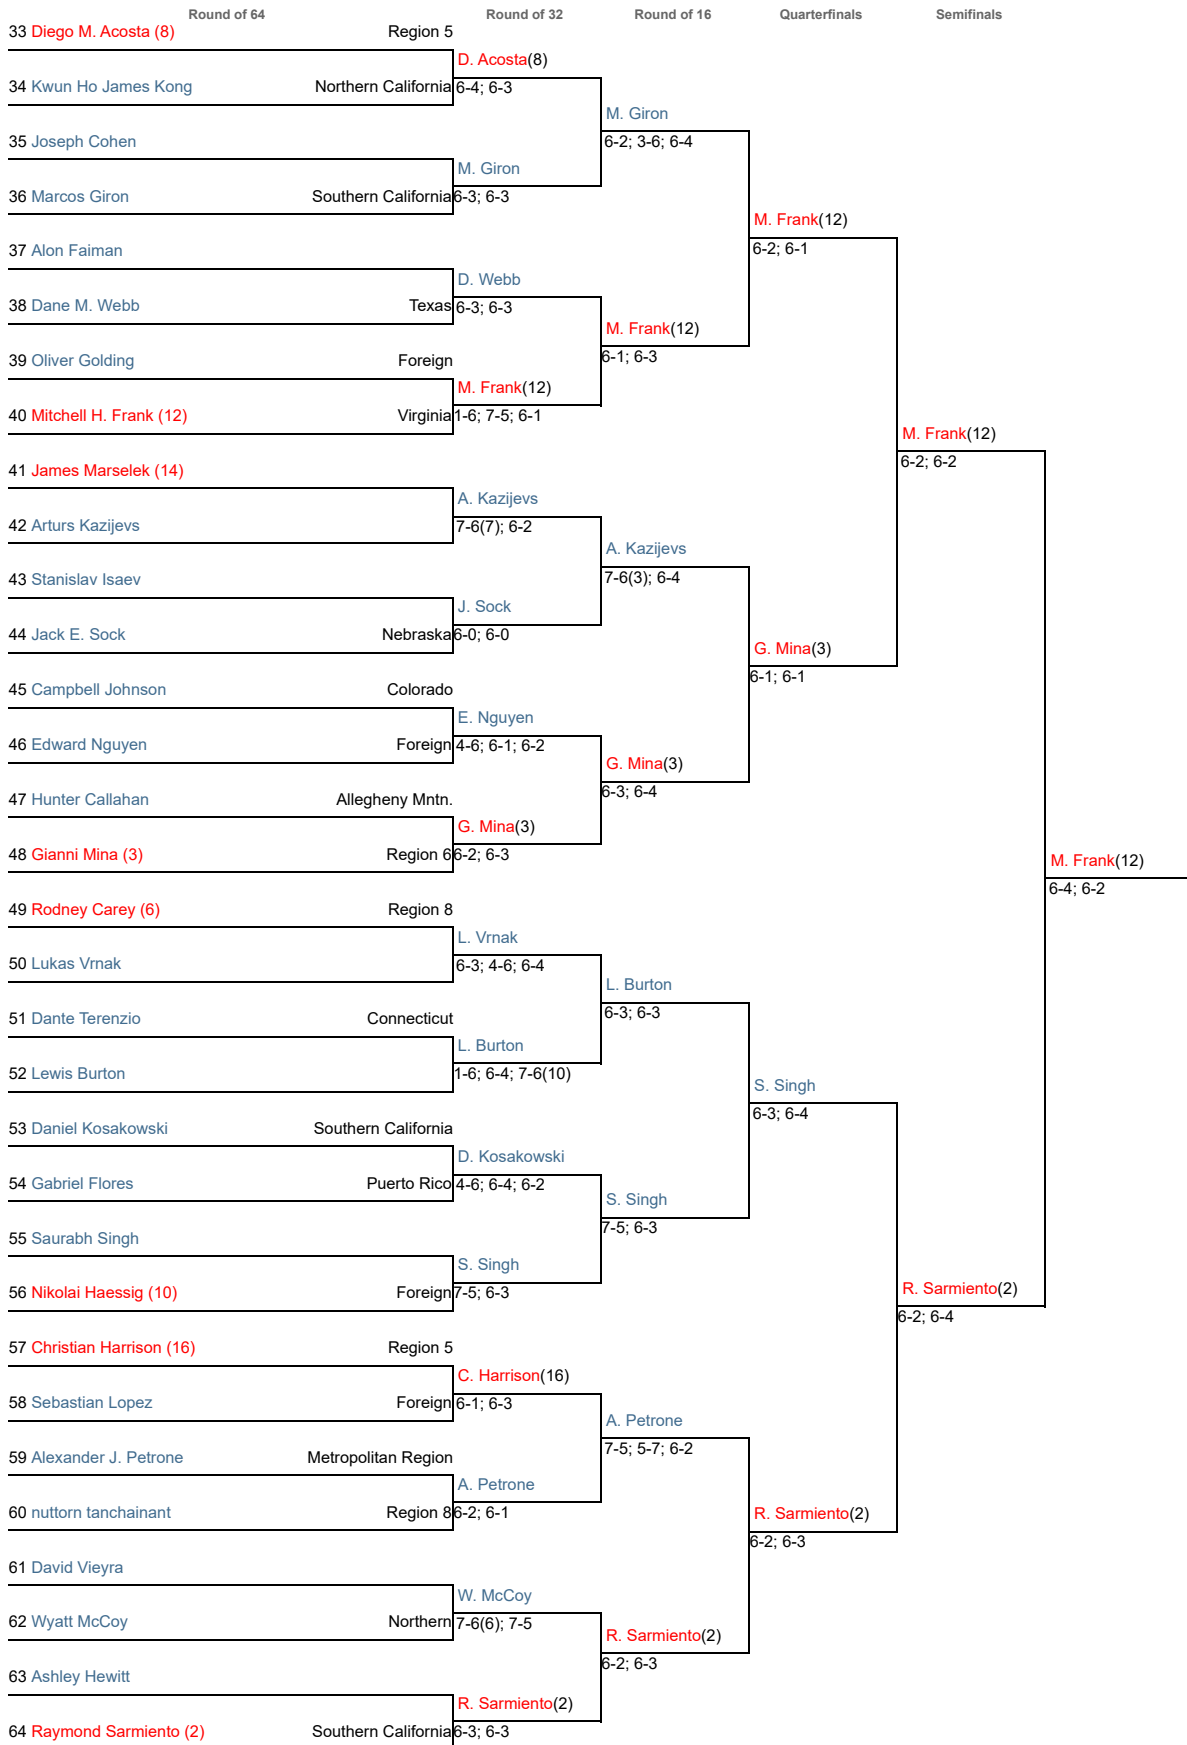 Round of 64 Round of 32 Round of 16 Quarterfinals Semifinals
33 Diego M. Acosta (8) Region 5
D. Acosta(8)
34 Kwun Ho James Kong Northern California 6-4; 6-3
M. Giron
35 Joseph Cohen 6-2; 3-6; 6-4
M. Giron
36 Marcos Giron Southern California 6-3; 6-3
M. Frank(12)
37 Alon Faiman 6-2; 6-1
D. Webb
38 Dane M. Webb Texas 6-3; 6-3
M. Frank(12)
39 Oliver Golding Foreign 6-1; 6-3
M. Frank(12)
40 Mitchell H. Frank (12) Virginia 1-6; 7-5; 6-1
M. Frank(12)
41 James Marselek (14) 6-2; 6-2
A. Kazijevs
42 Arturs Kazijevs 7-6(7); 6-2
A. Kazijevs
43 Stanislav Isaev 7-6(3); 6-4
J. Sock
44 Jack E. Sock Nebraska 6-0; 6-0
G. Mina(3)
45 Campbell Johnson Colorado 6-1; 6-1
E. Nguyen
46 Edward Nguyen Foreign 4-6; 6-1; 6-2
G. Mina(3)
47 Hunter Callahan Allegheny Mntn. 6-3; 6-4
G. Mina(3)
48 Gianni Mina (3) Region 6 6-2; 6-3
M. Frank(12)
49 Rodney Carey (6) Region 8 6-4; 6-2
L. Vrnak
50 Lukas Vrnak 6-3; 4-6; 6-4
L. Burton
51 Dante Terenzio Connecticut 6-3; 6-3
L. Burton
52 Lewis Burton 1-6; 6-4; 7-6(10)
S. Singh
53 Daniel Kosakowski Southern California 6-3; 6-4
D. Kosakowski
54 Gabriel Flores Puerto Rico 4-6; 6-4; 6-2
S. Singh
55 Saurabh Singh 7-5; 6-3
S. Singh
56 Nikolai Haessig (10) Foreign 7-5; 6-3
R. Sarmiento(2)
57 Christian Harrison (16) Region 5 6-2; 6-4
C. Harrison(16)
58 Sebastian Lopez Foreign 6-1; 6-3
A. Petrone
59 Alexander J. Petrone Metropolitan Region 7-5; 5-7; 6-2
A. Petrone
60 nuttorn tanchainant Region 8 6-2; 6-1
R. Sarmiento(2)
61 David Vieyra 6-2; 6-3
W. McCoy
62 Wyatt McCoy Northern 7-6(6); 7-5
R. Sarmiento(2)
63 Ashley Hewitt 6-2; 6-3
R. Sarmiento(2)
64 Raymond Sarmiento (2) Southern California 6-3; 6-3